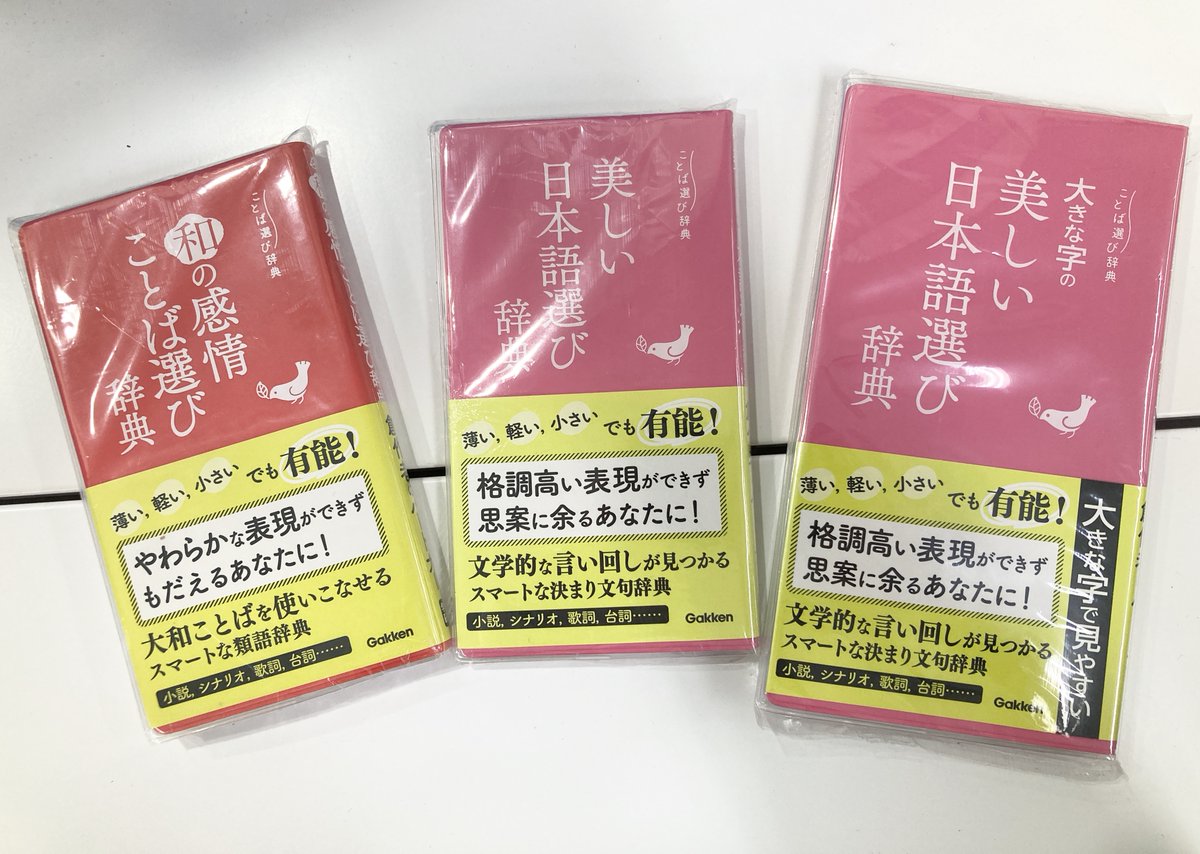 ことば選び辞典
和の感情
ことば選び
辞典
薄い, 軽い, 小さい でも 有能!
やわらかな表現ができず
もだえるあなたに!
大和ことばを使いこなせる
スマートな類語辞典
小説, シナリオ, 歌詞, 台詞……
Gakken
ことば選び辞典
美しい
日本語選び
辞典
薄い, 軽い, 小さい でも 有能!
格調高い表現ができず
思案に余るあなたに!
文学的な言い回しが見つかる
スマートな決まり文句辞典
小説, シナリオ, 歌詞, 台詞……
Gakken
ことば選び辞典
大きな字の
美しい
日本語選び
辞典
薄い, 軽い, 小さい でも 有能!
格調高い表現ができず
思案に余るあなたに!
文学的な言い回しが見つかる
スマートな決まり文句辞典
小説, シナリオ, 歌詞, 台詞……
Gakken
大きな字で見やすい